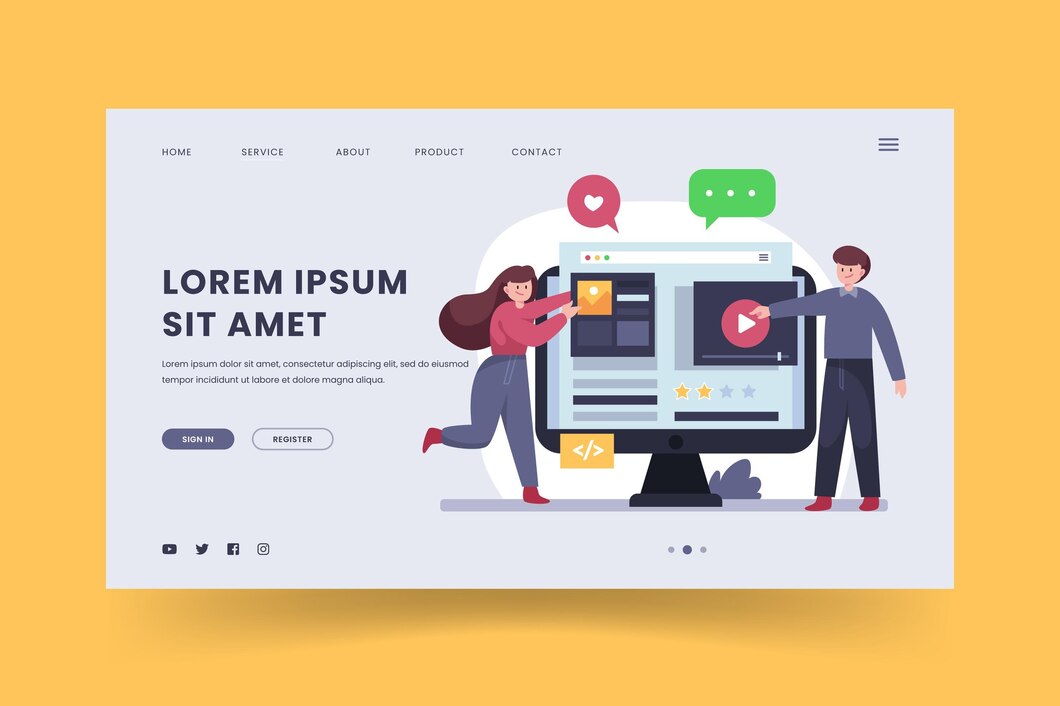 HOME SERVICE ABOUT PRODUCT CONTACT
LOREM IPSUM
SIT AMET
Lorem ipsum dolor sit amet, consectetur adipiscing elit, sed do eiusmod
tempor incididunt ut labore et dolore magna aliqua.
SIGN IN REGISTER
</>